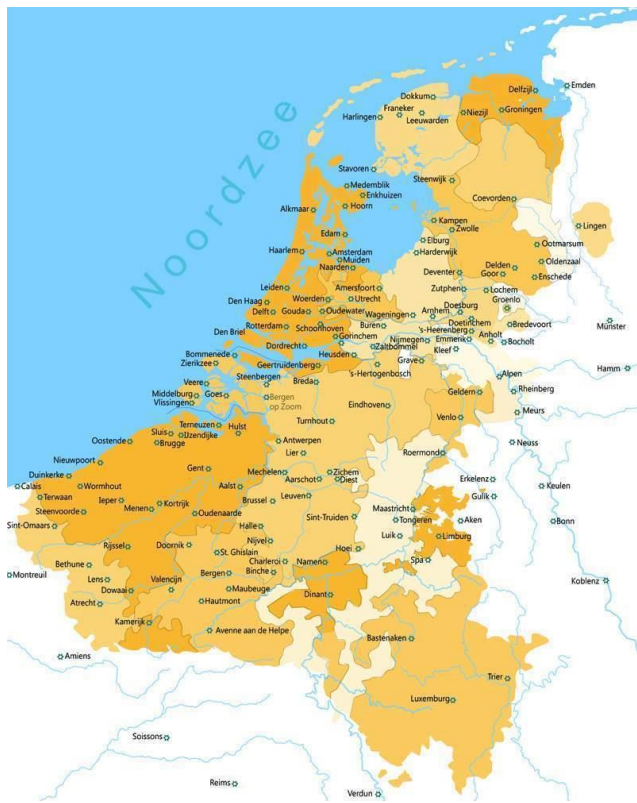 Noordzee
Emden
Delfzijl
Dokkum
Franeker
Harlingen
Leeuwarden
Niezijl
Groningen
Stavoren
Steenwijk
Medemblik
Enkhuizen
Coevorden
Alkmaar
Hoorn
Kampen
Zwolle
Lingen
Edam
Elburg
Harderwijk
Ootmarsum
Haarlem
Amsterdam
Muiden
Naarden
Oldenzaal
Delden
Goor
Deventer
Enschede
Leiden
Amersfoort
Zutphen
Lochem
Groenlo
Den Haag
Woerden
Utrecht
Doesburg
Delft
Gouda
Oudewater
Wageningen
Arnhem
Doetinchem
Bredevoort
Münster
Den Briel
Rotterdam
Schoonhoven
Buren
's-Heerenberg
Anholt
Gorinchem
Nijmegen
Emmerik
Bocholt
Dordrecht
Zaltbommel
Kleef
Bommenede
Heusden
Grave
Zierikzee
Geertruidenberg
's-Hertogenbosch
Hamm
Steenbergen
Breda
Alpen
Veere
Goes
Bergen
op Zoom
Geldern
Rheinberg
Middelburg
Vlissingen
Eindhoven
Venlo
Meurs
Terneuzen
Turnhout
Sluis
IJzendijke
Hulst
Oostende
Brugge
Antwerpen
Neuss
Lier
Roermond
Nieuwpoort
Gent
Mechelen
Zichem
Duinkerke
Aarschot
Diest
Erkelenz
Calais
Wormhout
Aalst
Keulen
Terwaan
Ieper
Kortrijk
Brussel
Leuven
Gulik
Steenvoorde
Menen
Oudenaarde
Maastricht
Sint-Truiden
Tongeren
Aken
Bonn
Sint-Omaars
Halle
Rijssel
Doornik
Nijvel
Luik
Limburg
St. Ghislain
Hoei
Bethune
Charleroi
Namen
Spa
Montreuil
Lens
Bergen
Binche
Koblenz
Dowaai
Valencijn
Maubeuge
Atrecht
Hautmont
Dinant
Kamerijk
Avenne aan de Helpe
Bastenaken
Amiens
Trier
Luxemburg
Soissons
Reims
Verdun